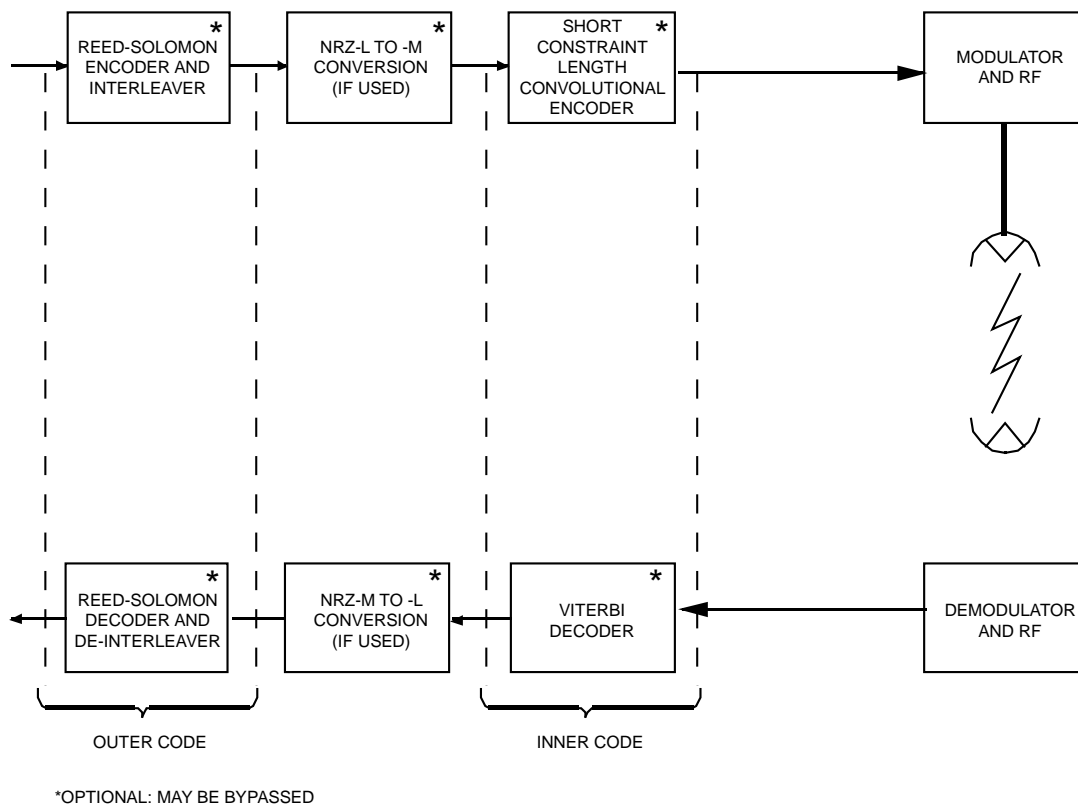 *
REED-SOLOMON
ENCODER AND
INTERLEAVER
*
NRZ-L TO -M
CONVERSION
(IF USED)
*
SHORT
CONSTRAINT
LENGTH
CONVOLUTIONAL
ENCODER
MODULATOR
AND RF
*
REED-SOLOMON
DECODER AND
DE-INTERLEAVER
*
NRZ-M TO -L
CONVERSION
(IF USED)
*
VITERBI
DECODER
DEMODULATOR
AND RF
OUTER CODE
INNER CODE
*OPTIONAL: MAY BE BYPASSED